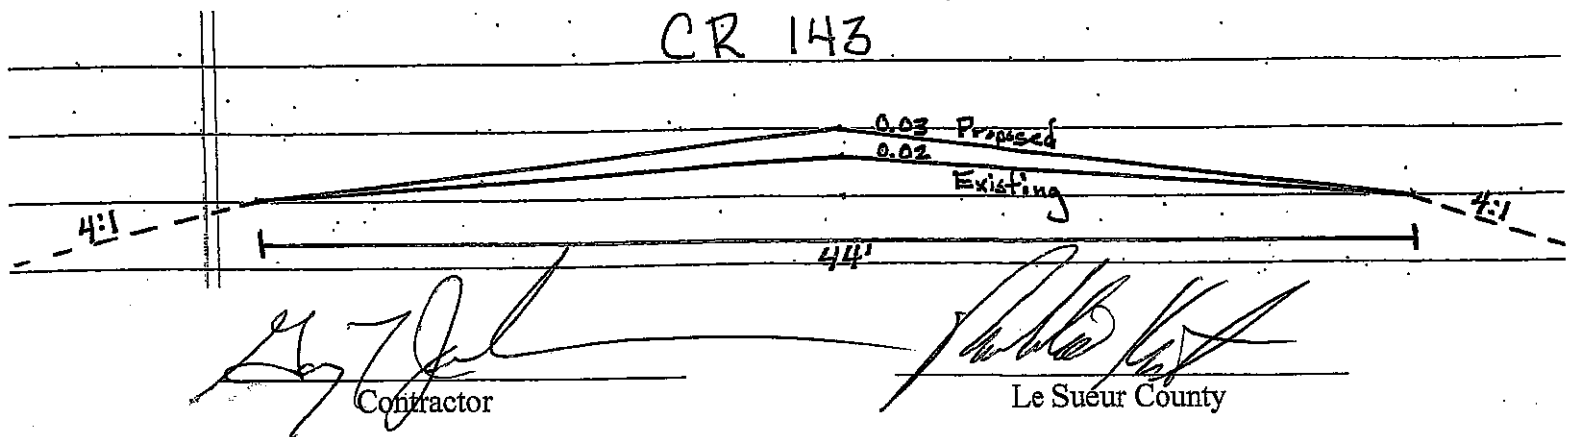 CR 143
0.03 Proposed
0.02
Existing
4:1
4:1
44'
Contractor
Le Sueur County